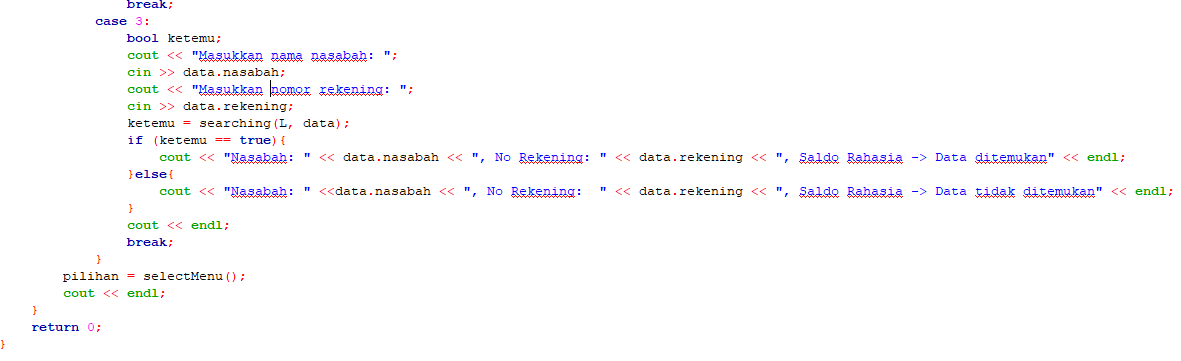 break;
case 3:
bool ketemu;
cout << "Masukkan nama nasabah: ";
cin >> data.nasabah;
cout << "Masukkan nomor rekening: ";
cin >> data.rekening;
ketemu = searching(L, data);
if (ketemu == true){
cout << "Nasabah: " << data.nasabah << ", No Rekening: " << data.rekening << ", Saldo Rahasia -> Data ditemukan" << endl;
}else{
cout << "Nasabah: " <<data.nasabah << ", No Rekening:  " << data.rekening << ", Saldo Rahasia -> Data tidak ditemukan" << endl;
}
cout << endl;
break;
}
pilihan = selectMenu();
cout << endl;
}
return 0;
}